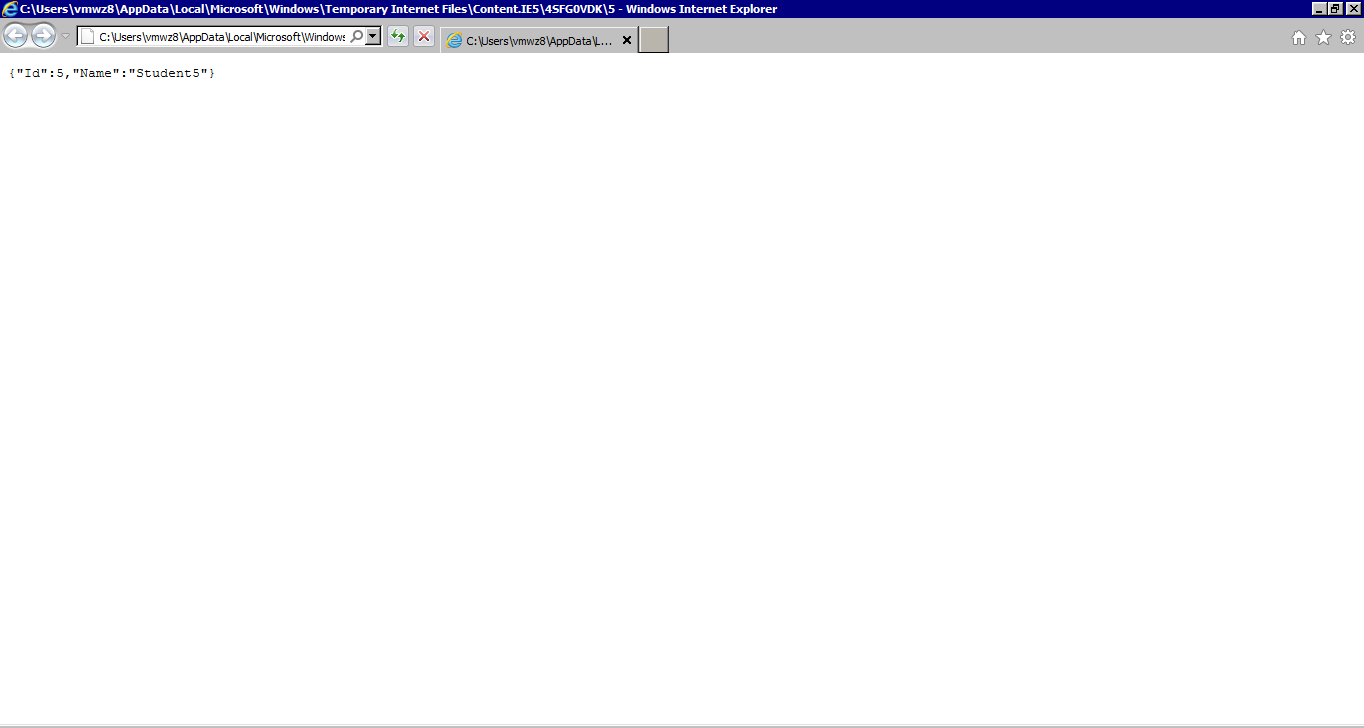 C:\Users\vmwz8\AppData\Local\Microsoft\Windows\Temporary Internet Files\Content.IE5\4SFG0VDK\5 - Windows Internet Explorer
C:\Users\vmwz8\AppData\Local\Microsoft\Windows
C:\Users\vmwz8\AppData\L...
{"Id":5,"Name":"Student5"}